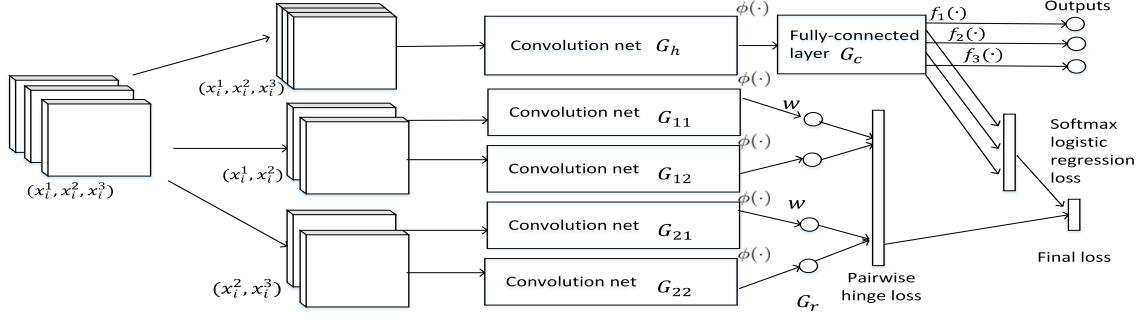 Outputs
ϕ(·)
f₁(·)
Convolution net G_h
Fully-connected
layer G_c
f₂(·)
f₃(·)
(x_i^1, x_i^2, x_i^3)
ϕ(·)
Convolution net G_11
w
(x_i^1, x_i^2, x_i^3)
(x_i^1, x_i^2)
ϕ(·)
Convolution net G_12
Softmax
logistic
regression
loss
ϕ(·)
Convolution net G_21
w
ϕ(·)
(x_i^2, x_i^3)
Convolution net G_22
G_r
Pairwise
hinge loss
Final loss